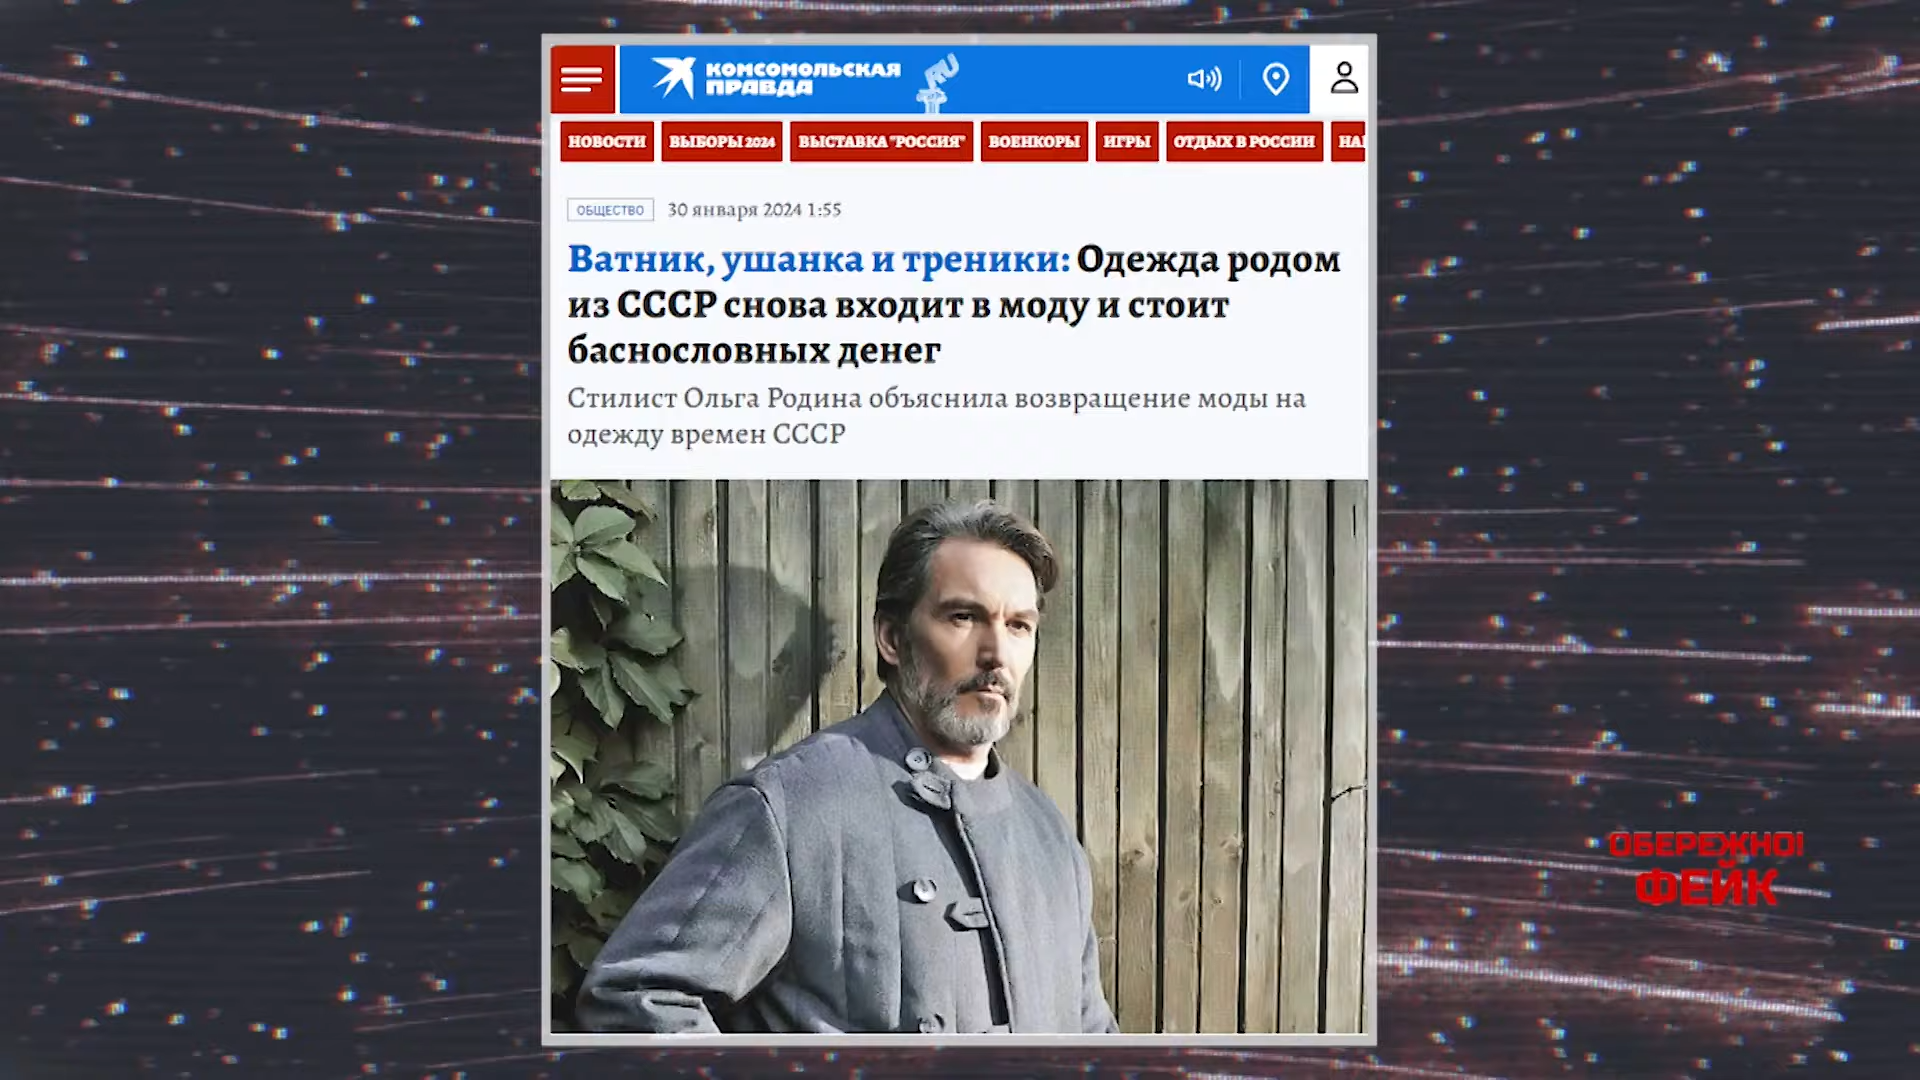 КОМСОМОЛЬСКАЯ
ПРАВДА
RU
НОВОСТИ ВЫБОРЫ 2024 ВЫСТАВКА "РОССИЯ" ВОЕНКОРЫ ИГРЫ ОТДЫХ В РОССИИ
ОБЩЕСТВО 30 января 2024 1:55
Ватник, ушанка и треники: Одежда родом
из СССР снова входит в моду и стоит
баснословных денег
Стилист Ольга Родина объяснила возвращение моды на
одежду времен СССР
ОБЕРЕЖНО!
ФЕЙК